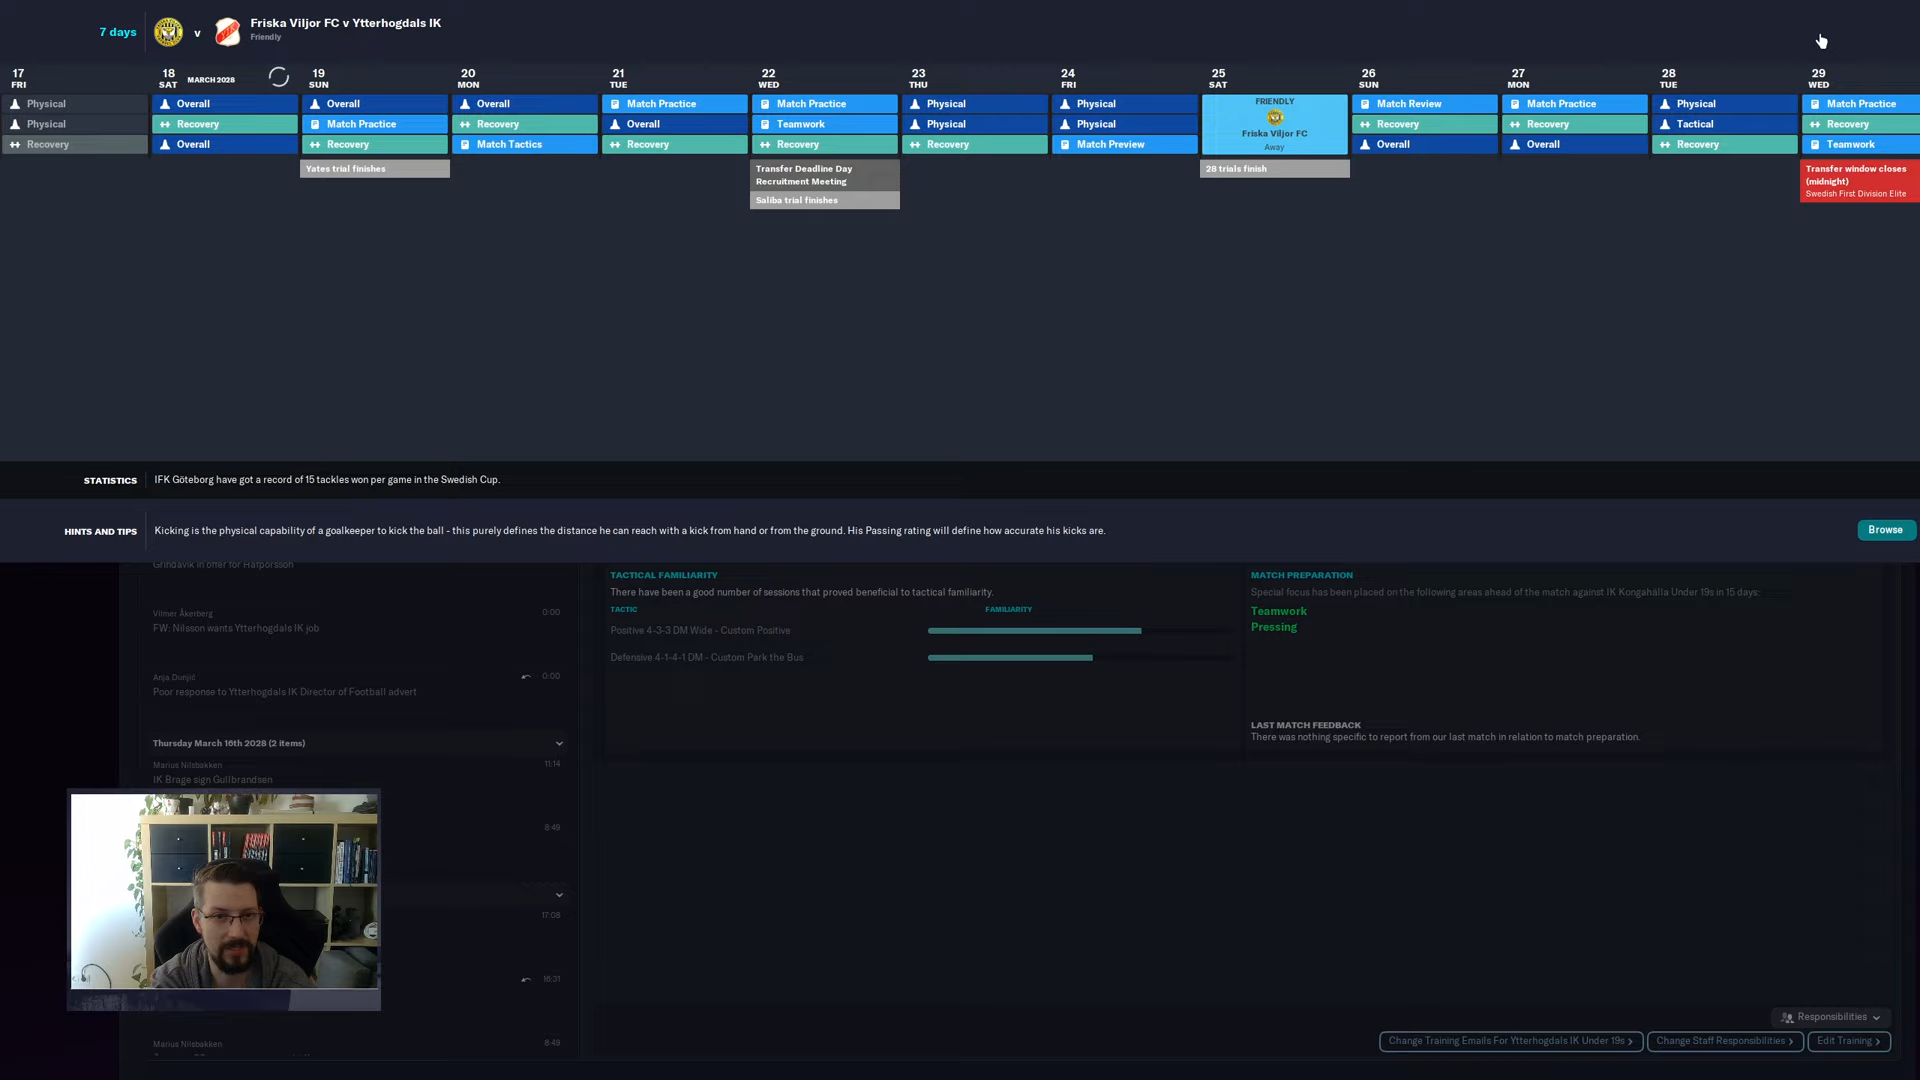 7 days
v
Friska Viljor FC v Ytterhogdals IK
Friendly
17
FRI
18
SAT
MARCH 2028
19
SUN
20
MON
21
TUE
22
WED
23
THU
24
FRI
25
SAT
26
SUN
27
MON
28
TUE
29
WED
Physical
Physical
Recovery
Overall
Recovery
Overall
Overall
Match Practice
Recovery
Yates trial finishes
Overall
Recovery
Match Tactics
Match Practice
Overall
Recovery
Match Practice
Teamwork
Recovery
Transfer Deadline Day
Recruitment Meeting
Saliba trial finishes
Physical
Physical
Recovery
Physical
Physical
Match Preview
FRIENDLY
Friska Viljor FC
Away
28 trials finish
Match Review
Recovery
Overall
Match Practice
Recovery
Overall
Physical
Tactical
Recovery
Match Practice
Recovery
Teamwork
Transfer window closes
(midnight)
Swedish First Division Elite
STATISTICS
IFK Göteborg have got a record of 15 tackles won per game in the Swedish Cup.
HINTS AND TIPS
Kicking is the physical capability of a goalkeeper to kick the ball - this purely defines the distance he can reach with a kick from hand or from the ground. His Passing rating will define how accurate his kicks are.
Browse
Grindavik in offer for Hafþórsson
Vilmer Åkerberg
0:00
FW: Nilsson wants Ytterhogdals IK job
Anja Dunjić
0:00
Poor response to Ytterhogdals IK Director of Football advert
Thursday March 16th 2028 (2 items)
Marius Nilsbakken
11:14
IK Brage sign Gullbrandsen
8:49
17:08
16:31
Marius Nilsbakken
8:49
TACTICAL FAMILIARITY
There have been a good number of sessions that proved beneficial to tactical familiarity.
TACTIC
FAMILIARITY
Positive 4-3-3 DM Wide - Custom Positive
Defensive 4-1-4-1 DM - Custom Park the Bus
MATCH PREPARATION
Special focus has been placed on the following areas ahead of the match against IK Kongahälla Under 19s in 15 days:
Teamwork
Pressing
LAST MATCH FEEDBACK
There was nothing specific to report from our last match in relation to match preparation.
Responsibilities
Change Training Emails For Ytterhogdals IK Under 19s
Change Staff Responsibilities
Edit Training